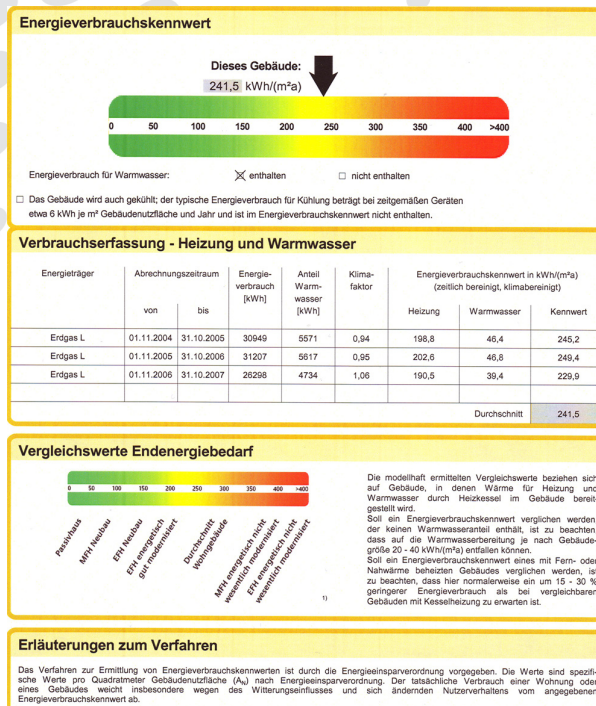 Energieverbrauchskennwert
Dieses Gebäude:
241,5 kWh/(m²a)
0 50 100 150 200 250 300 350 400 >400
Energieverbrauch für Warmwasser: ☒ enthalten □ nicht enthalten
□ Das Gebäude wird auch gekühlt; der typische Energieverbrauch für Kühlung beträgt bei zeitgemäßen Geräten
etwa 6 kWh je m² Gebäudenutzfläche und Jahr und ist im Energieverbrauchskennwert nicht enthalten.
Verbrauchserfassung - Heizung und Warmwasser
Energieträger Abrechnungszeitraum Energie- Anteil Klima- Energieverbrauchskennwert in kWh/(m²a)
verbrauch Warm- faktor (zeitlich bereinigt, klimabereinigt)
[kWh] wasser
von bis [kWh] Heizung Warmwasser Kennwert
Erdgas L 01.11.2004 31.10.2005 30949 5571 0,94 198,8 46,4 245,2
Erdgas L 01.11.2005 31.10.2006 31207 5617 0,95 202,6 46,8 249,4
Erdgas L 01.11.2006 31.10.2007 26298 4734 1,06 190,5 39,4 229,9
Durchschnitt 241,5
Vergleichswerte Endenergiebedarf
0 50 100 150 200 250 300 350 400 >400
Passivhaus
MFH Neubau
EFH Neubau
EFH energetisch
gut modernisiert
Durchschnitt
Wohngebäude
MFH energetisch nicht
wesentlich modernisiert
EFH energetisch nicht
wesentlich modernisiert
1)
Die modellhaft ermittelten Vergleichswerte beziehen sich
auf Gebäude, in denen Wärme für Heizung und
Warmwasser durch Heizkessel im Gebäude bereit-
gestellt wird.
Soll ein Energieverbrauchskennwert verglichen werden
der keinen Warmwasseranteil enthält, ist zu beachten,
dass auf die Warmwasserbereitung je nach Gebäude-
größe 20 - 40 kWh/(m²a) entfallen können.
Soll ein Energieverbrauchskennwert eines mit Fern- oder
Nahwärme beheizten Gebäudes verglichen werden, ist
zu beachten, dass hier normalerweise ein um 15 - 30 %
geringerer Energieverbrauch als bei vergleichbaren
Gebäuden mit Kesselheizung zu erwarten ist.
Erläuterungen zum Verfahren
Das Verfahren zur Ermittlung von Energieverbrauchskennwerten ist durch die Energieeinsparverordnung vorgegeben. Die Werte sind spezifi-
sche Werte pro Quadratmeter Gebäudenutzfläche (AN) nach Energieeinsparverordnung. Der tatsächliche Verbrauch einer Wohnung oder
eines Gebäudes weicht insbesondere wegen des Witterungseinflusses und sich ändernden Nutzerverhaltens vom angegebenen
Energieverbrauchskennwert ab.